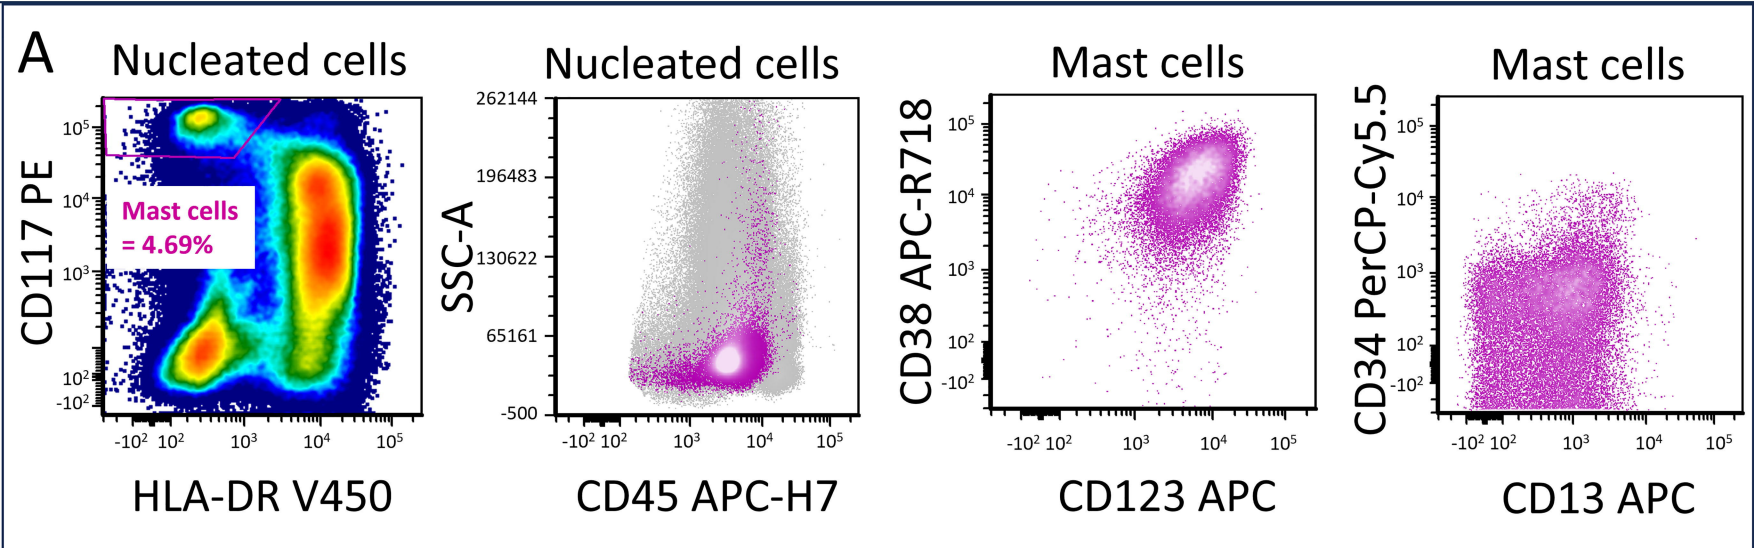 A
Nucleated cells
CD117 PE
10⁵
10⁴
10³
10²
-10²
Mast cells
= 4.69%
-10² 10² 10³ 10⁴ 10⁵
HLA-DR V450
Nucleated cells
SSC-A
262144
196483
130622
65161
-500
-10² 10² 10³ 10⁴ 10⁵
CD45 APC-H7
Mast cells
CD38 APC-R718
10⁵
10⁴
10³
10²
-10²
-10² 10² 10³ 10⁴ 10⁵
CD123 APC
Mast cells
CD34 PerCP-Cy5.5
10⁵
10⁴
10³
10²
-10²
-10² 10² 10³ 10⁴ 10⁵
CD13 APC